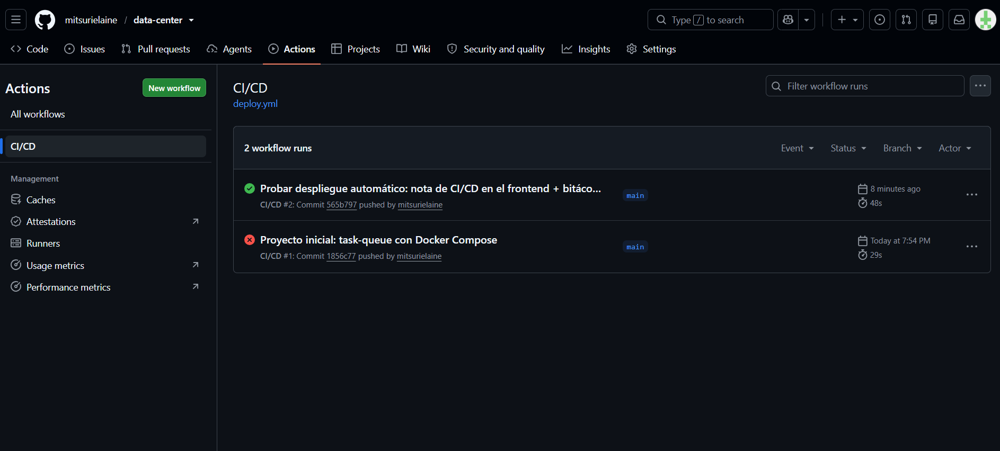 mitsurielaine / data-center
Type / to search
Code
Issues
Pull requests
Agents
Actions
Projects
Wiki
Security and quality
Insights
Settings
Actions
New workflow
All workflows
CI/CD
Management
Caches
Attestations
Runners
Usage metrics
Performance metrics
CI/CD
deploy.yml
Filter workflow runs
2 workflow runs
Event
Status
Branch
Actor
Probar despliegue automático: nota de CI/CD en el frontend + bitáco...
CI/CD #2: Commit 565b797 pushed by mitsurielaine
main
8 minutes ago
48s
Proyecto inicial: task-queue con Docker Compose
CI/CD #1: Commit 1856c77 pushed by mitsurielaine
main
Today at 7:54 PM
29s